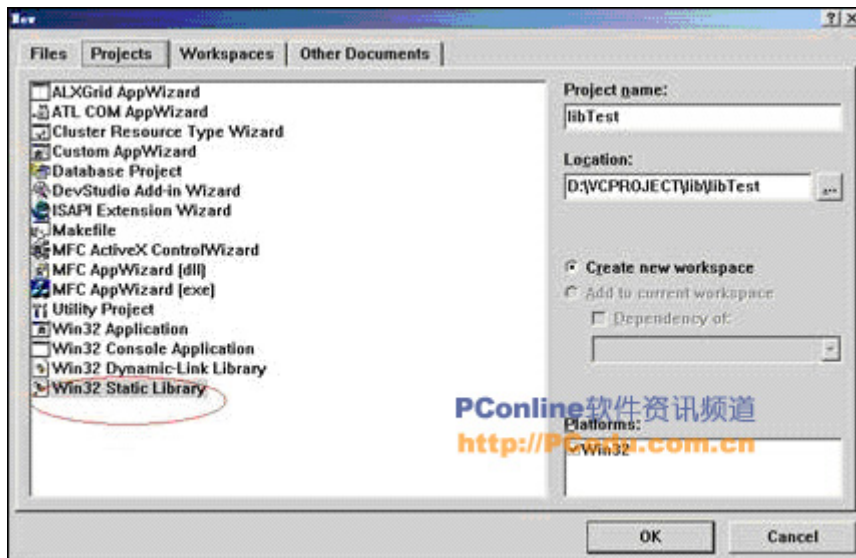 New
Files Projects Workspaces Other Documents
ALXGrid AppWizard
ATL COM AppWizard
Cluster Resource Type Wizard
Custom AppWizard
Database Project
DevStudio Add-in Wizard
ISAPI Extension Wizard
Makefile
MFC ActiveX ControlWizard
MFC AppWizard (dll)
MFC AppWizard (exe)
Utility Project
Win32 Application
Win32 Console Application
Win32 Dynamic-Link Library
Win32 Static Library
Project name:
libTest
Location:
D:\VCPROJECT\lib\libTest
...
Create new workspace
Add to current workspace
Dependency of:
PConline软件资讯频道
Platforms:
http://PCedu.com.cn
Win32
OK Cancel